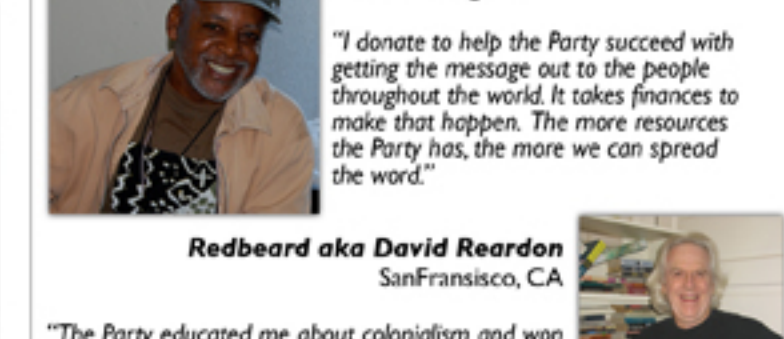 “I donate to help the Party succeed with
getting the message out to the people
throughout the world. It takes finances to
make that happen. The more resources
the Party has, the more we can spread
the word.”
Redbeard aka David Reardon
SanFransisco, CA
“The Party educated me about colonialism and won